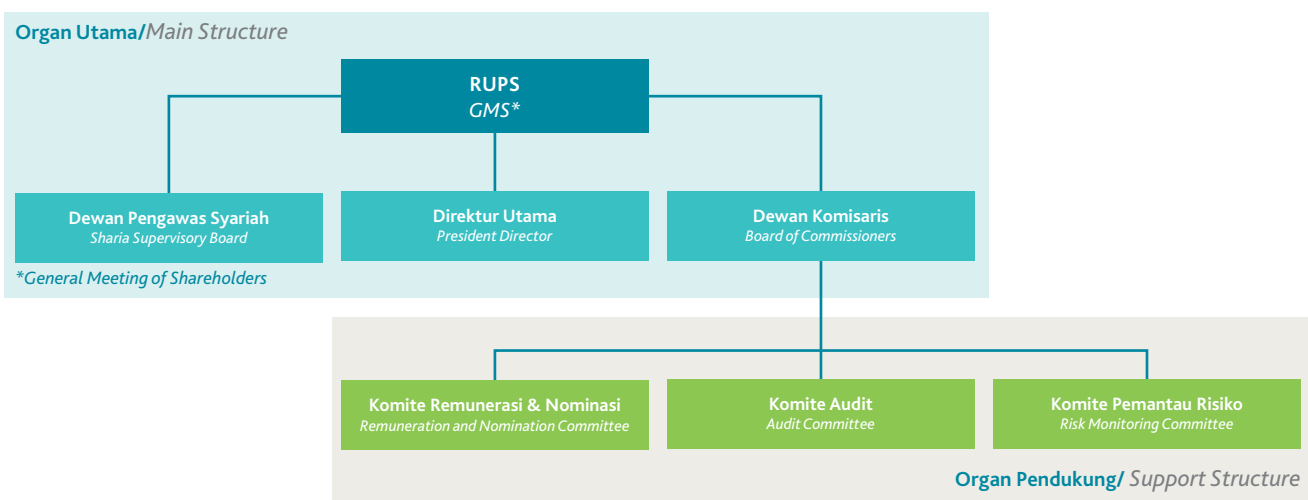 Organ Utama/Main Structure
RUPS
GMS*
Dewan Pengawas Syariah
Sharia Supervisory Board
Direktur Utama
President Director
Dewan Komisaris
Board of Commissioners
*General Meeting of Shareholders
Komite Remunerasi & Nominasi
Remuneration and Nomination Committee
Komite Audit
Audit Committee
Komite Pemantau Risiko
Risk Monitoring Committee
Organ Pendukung/ Support Structure